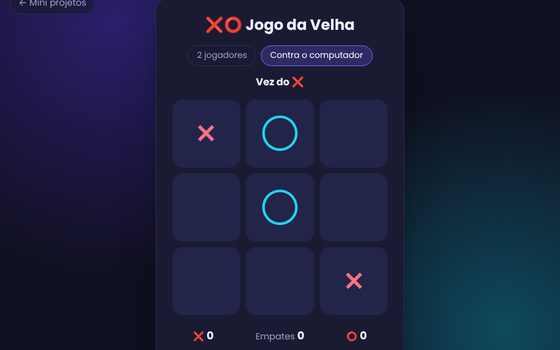 ← Mini projetos
❌⭕ Jogo da Velha
2 jogadores Contra o computador
Vez do ❌
❌ 0 Empates 0 ⭕ 0